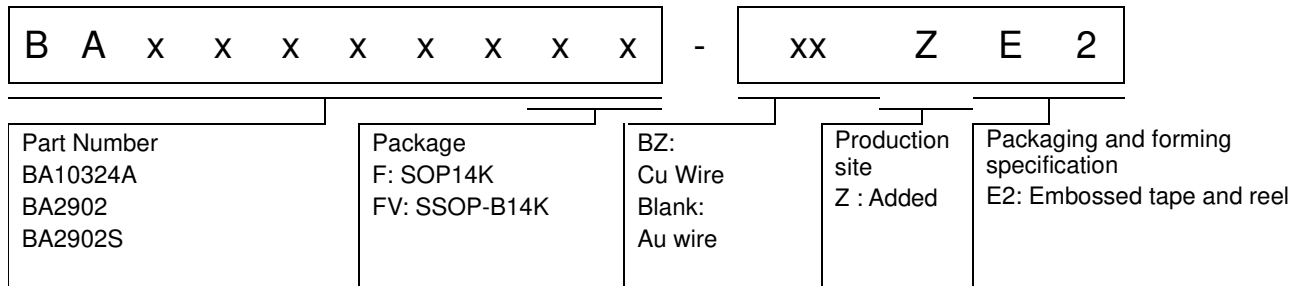 B A x x x x x x x x - xx Z E 2
Part Number
BA10324A
BA2902
BA2902S
Package
F: SOP14K
FV: SSOP-B14K
BZ:
Cu Wire
Blank:
Au wire
Production
site
Z : Added
Packaging and forming
specification
E2: Embossed tape and reel